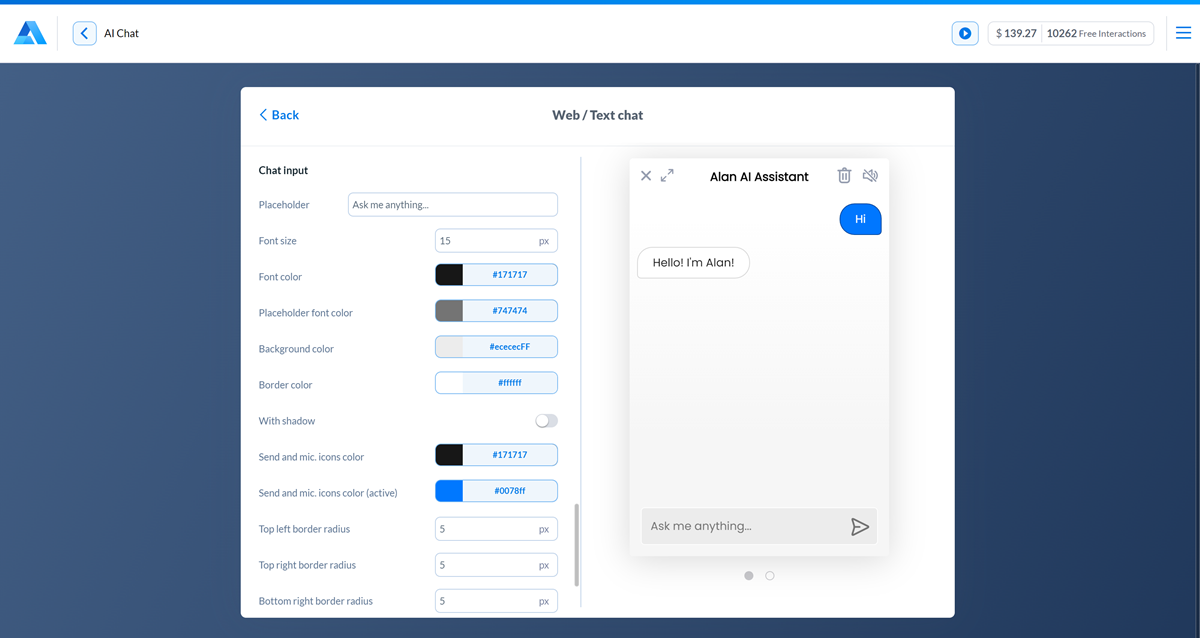 AI Chat
$ 139.27 10262 Free Interactions
Back
Web / Text chat
Chat input
Placeholder Ask me anything...
Font size 15 px
Font color #171717
Placeholder font color #747474
Background color #ecececFF
Border color #ffffff
With shadow
Send and mic. icons color #171717
Send and mic. icons color (active) #0078ff
Top left border radius 5 px
Top right border radius 5 px
Bottom right border radius 5 px
Alan AI Assistant
Hi
Hello! I'm Alan!
Ask me anything...